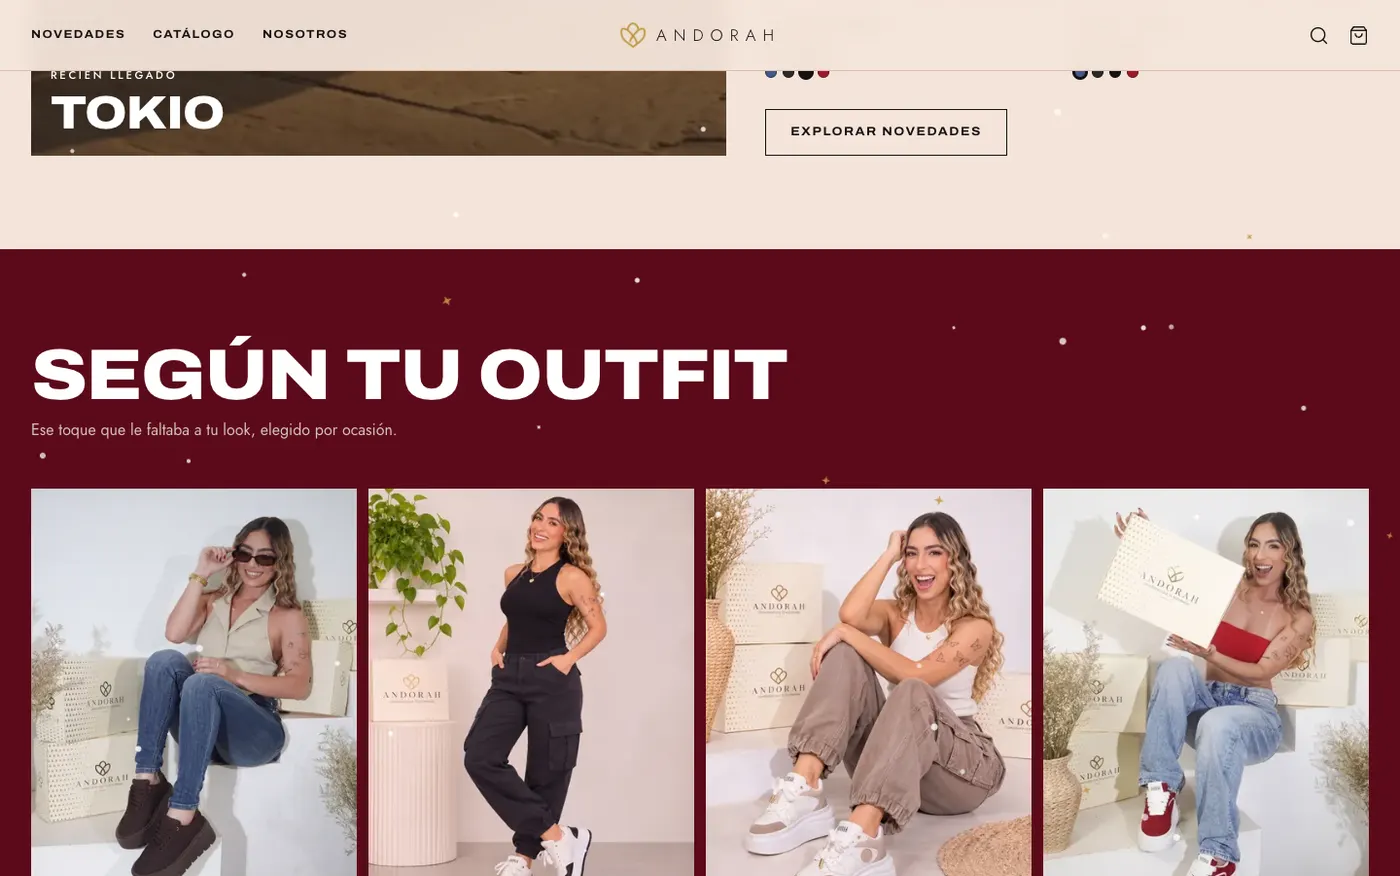 NOVEDADES CATÁLOGO NOSOTROS
ANDORAH
RECIÉN LLEGADO
TOKIO
EXPLORAR NOVEDADES
SEGÚN TU OUTFIT
Ese toque que le faltaba a tu look, elegido por ocasión.
ANDORAH
ANDORAH
ANDORAH
ANDORAH
ANDORAH
ANDORAH